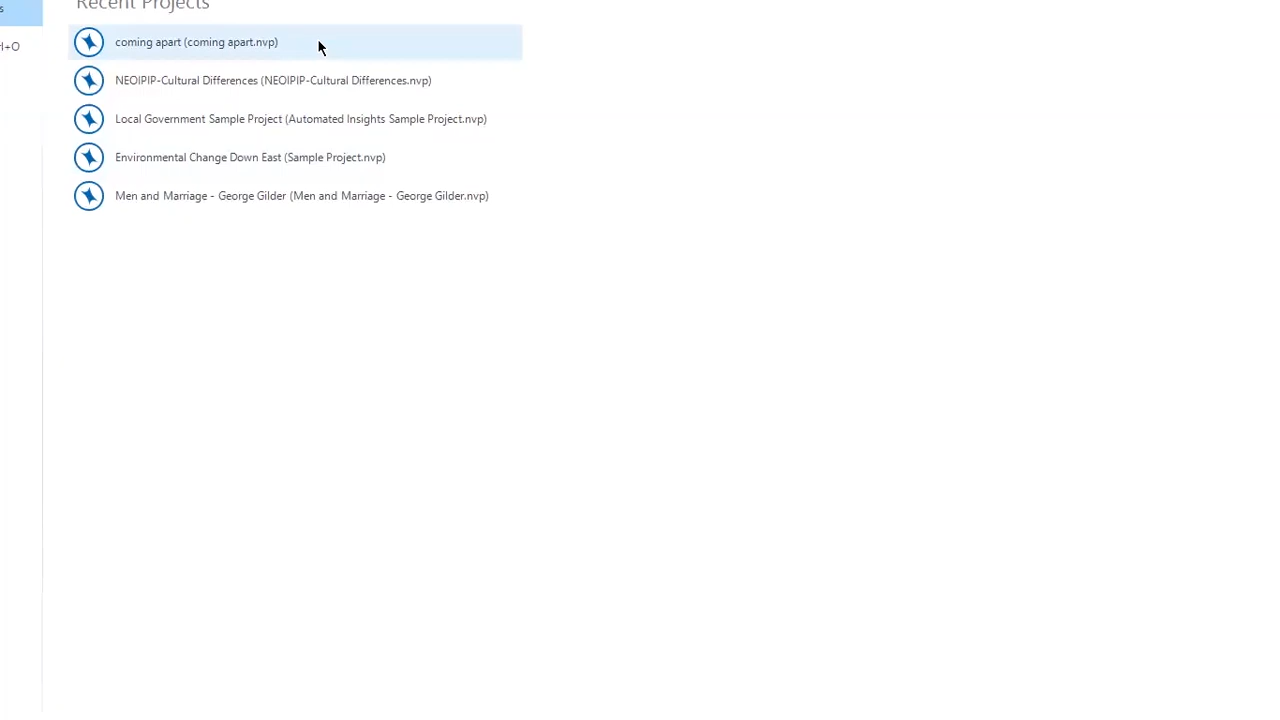 Recent Projects
coming apart (coming apart.nvp)
NEOIPIP-Cultural Differences (NEOIPIP-Cultural Differences.nvp)
Local Government Sample Project (Automated Insights Sample Project.nvp)
Environmental Change Down East (Sample Project.nvp)
Men and Marriage - George Gilder (Men and Marriage - George Gilder.nvp)